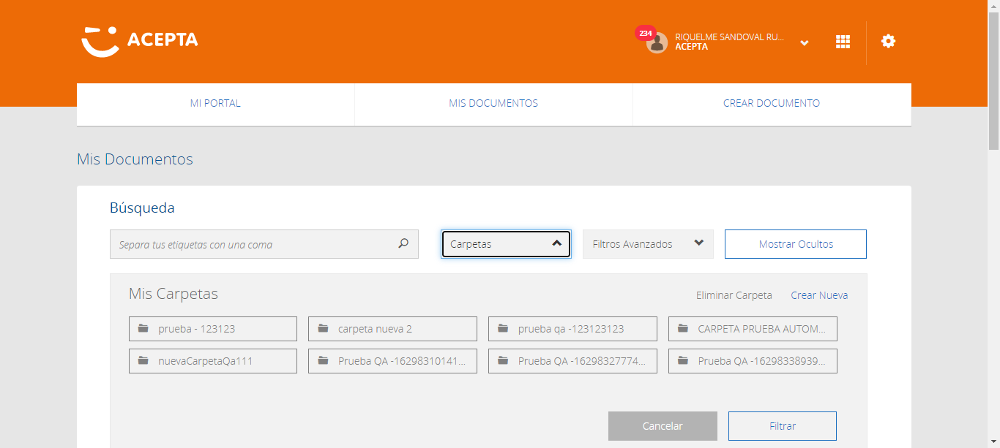 ACEPTA
234
RIQUELME SANDOVAL RU...
ACEPTA
MI PORTAL
MIS DOCUMENTOS
CREAR DOCUMENTO
Mis Documentos
Búsqueda
Separa tus etiquetas con una coma
Carpetas
Filtros Avanzados
Mostrar Ocultos
Mis Carpetas
Eliminar Carpeta
Crear Nueva
prueba - 123123
carpeta nueva 2
prueba qa -123123123
CARPETA PRUEBA AUTOM...
nuevaCarpetaQa111
Prueba QA -16298310141...
Prueba QA -16298327774...
Prueba QA -16298338939...
Cancelar
Filtrar